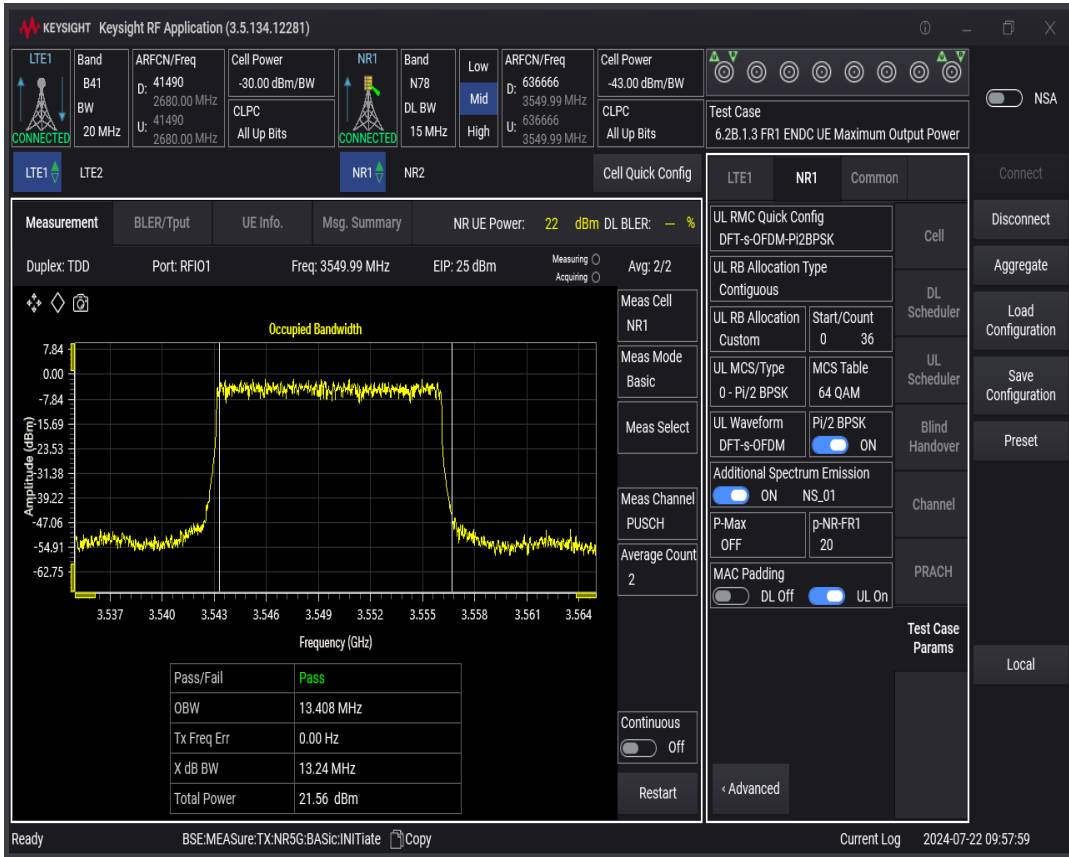 KEYSIGHT Keysight RF Application (3.5.134.12281)
LTE1
CONNECTED
Band
B41
BW
20 MHz
ARFCN/Freq
D: 41490
2680.00 MHz
U: 41490
2680.00 MHz
Cell Power
-30.00 dBm/BW
CLPC
All Up Bits
NR1
CONNECTED
Band
N78
DL BW
15 MHz
Low
Mid
High
ARFCN/Freq
D: 636666
3549.99 MHz
U: 636666
3549.99 MHz
Cell Power
-43.00 dBm/BW
CLPC
All Up Bits
Test Case
6.2B.1.3 FR1 ENDC UE Maximum Output Power
NSA
LTE1 LTE2
NR1 NR2
Cell Quick Config
LTE1 NR1 Common
Connect
Disconnect
Aggregate
Load
Configuration
Save
Configuration
Preset
Local
Measurement BLER/Tput UE Info. Msg. Summary NR UE Power: 22 dBm DL BLER: -- %
Duplex: TDD Port: RFIO1 Freq: 3549.99 MHz EIP: 25 dBm Measuring Avg: 2/2
Acquiring
Occupied Bandwidth
7.84
0.00
-7.84
-15.69
-23.53
-31.38
-39.22
-47.06
-54.91
-62.75
Amplitude (dBm)
3.537 3.540 3.543 3.546 3.549 3.552 3.555 3.558 3.561 3.564
Frequency (GHz)
Pass/Fail Pass
OBW 13.408 MHz
Tx Freq Err 0.00 Hz
X dB BW 13.24 MHz
Total Power 21.56 dBm
Meas Cell
NR1
Meas Mode
Basic
Meas Select
Meas Channel
PUSCH
Average Count
2
Continuous
Off
Restart
UL RMC Quick Config
DFT-s-OFDM-Pi2BPSK
UL RB Allocation Type
Contiguous
UL RB Allocation Start/Count
Custom 0 36
UL MCS/Type MCS Table
0 - Pi/2 BPSK 64 QAM
UL Waveform Pi/2 BPSK
DFT-s-OFDM ON
Additional Spectrum Emission
ON NS_01
P-Max p-NR-FR1
OFF 20
MAC Padding
DL Off UL On
‹ Advanced
Cell
DL
Scheduler
UL
Scheduler
Blind
Handover
Channel
PRACH
Test Case
Params
Ready BSE:MEASure:TX:NR5G:BASic:INITiate Copy Current Log 2024-07-22 09:57:59